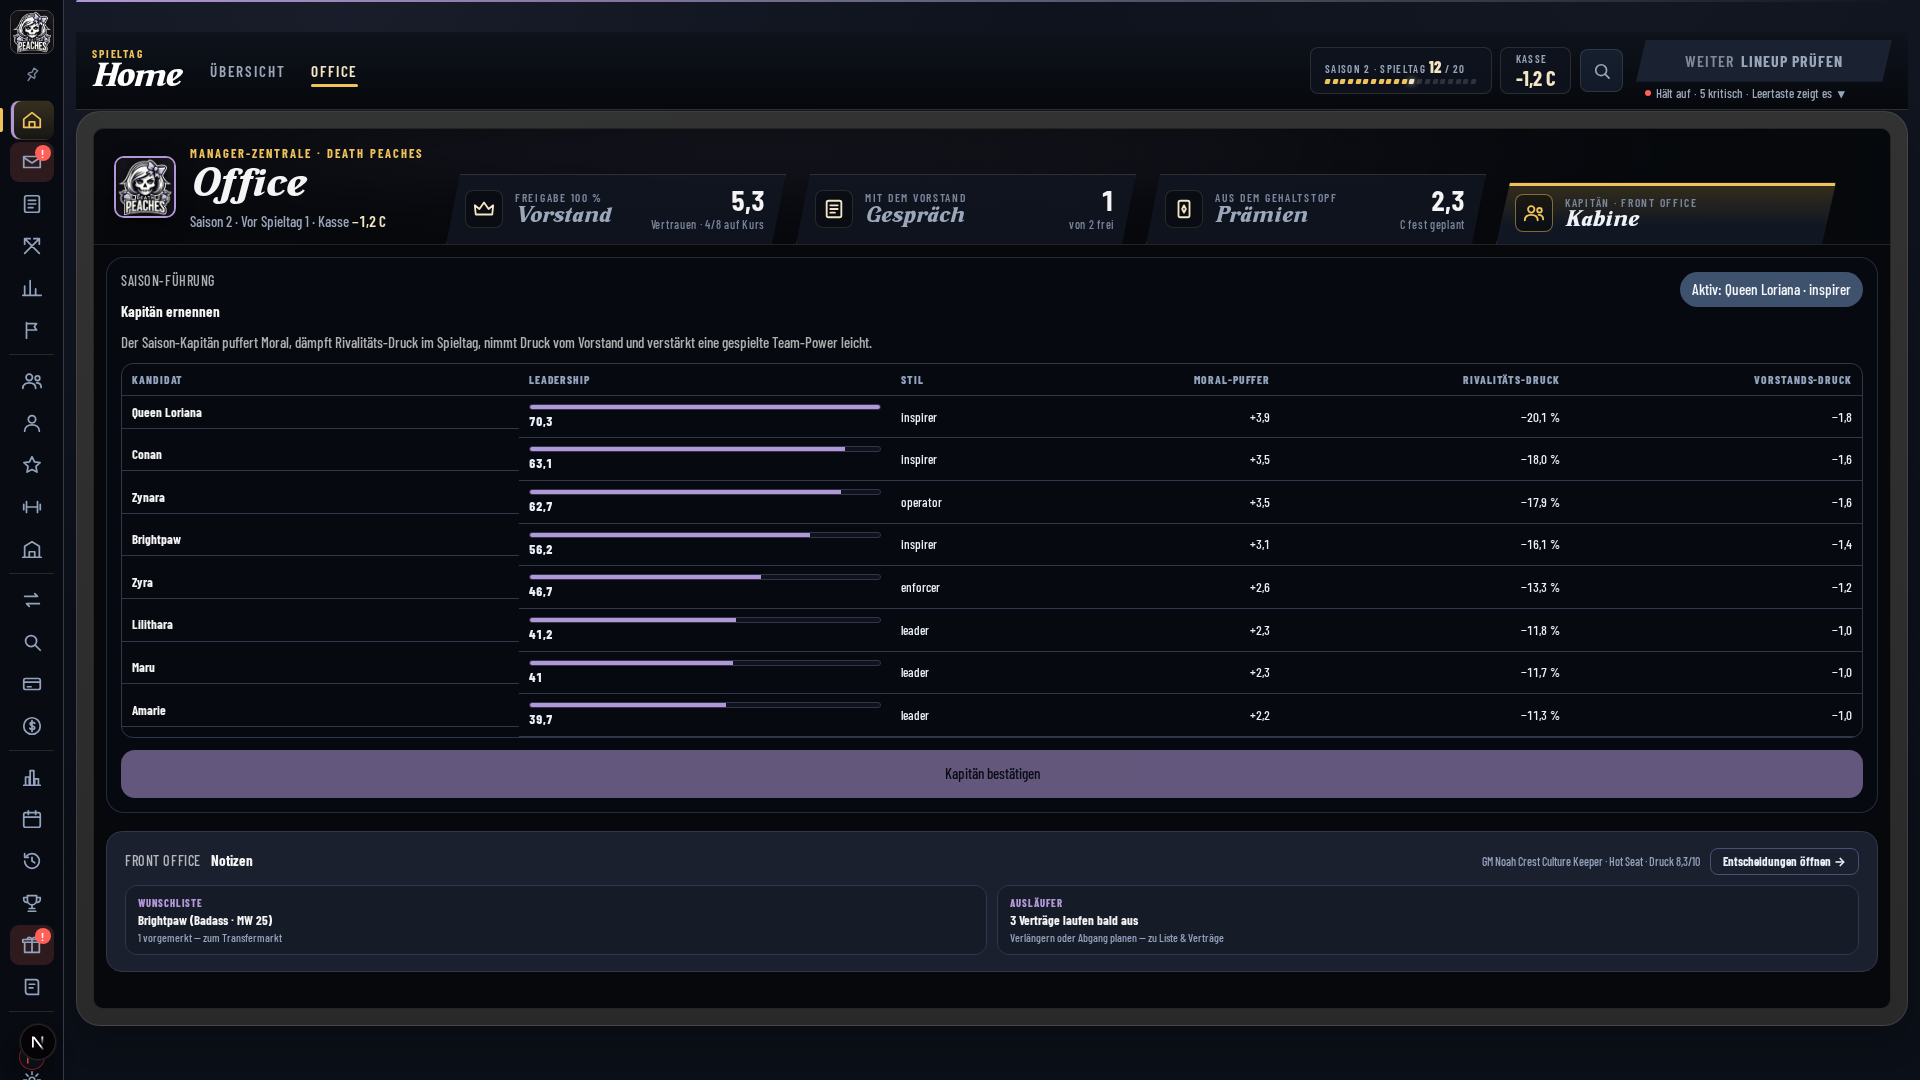 SPIELTAG
Home
ÜBERSICHT
OFFICE
SAISON 2 · SPIELTAG 12 / 20
KASSE
-1,2 C
WEITER LINEUP PRÜFEN
Hält auf · 5 kritisch · Leertaste zeigt es ▼
PEACHES
MANAGER-ZENTRALE · DEATH PEACHES
Office
Saison 2 · Vor Spieltag 1 · Kasse −1,2 C
FREIGABE 100 %
Vorstand
5,3
Vertrauen · 4/8 auf Kurs
MIT DEM VORSTAND
Gespräch
1
von 2 frei
AUS DEM GEHALTSTOPF
Prämien
2,3
C fest geplant
KAPITÄN · FRONT OFFICE
Kabine
SAISON-FÜHRUNG
Kapitän ernennen
Der Saison-Kapitän puffert Moral, dämpft Rivalitäts-Druck im Spieltag, nimmt Druck vom Vorstand und verstärkt eine gespielte Team-Power leicht.
Aktiv: Queen Loriana · inspirer
KANDIDAT LEADERSHIP STIL MORAL-PUFFER RIVALITÄTS-DRUCK VORSTANDS-DRUCK
Queen Loriana 70,3 inspirer +3,9 −20,1 % −1,8
Conan 63,1 inspirer +3,5 −18,0 % −1,6
Zynara 62,7 operator +3,5 −17,9 % −1,6
Brightpaw 56,2 inspirer +3,1 −16,1 % −1,4
Zyra 46,7 enforcer +2,6 −13,3 % −1,2
Lilithara 41,2 leader +2,3 −11,8 % −1,0
Maru 41 leader +2,3 −11,7 % −1,0
Amarie 39,7 leader +2,2 −11,3 % −1,0
Kapitän bestätigen
FRONT OFFICE Notizen
GM Noah Crest Culture Keeper · Hot Seat · Druck 8,3/10
Entscheidungen öffnen →
WUNSCHLISTE
Brightpaw (Badass · MW 25)
1 vorgemerkt — zum Transfermarkt
AUSLÄUFER
3 Verträge laufen bald aus
Verlängern oder Abgang planen — zu Liste & Verträge